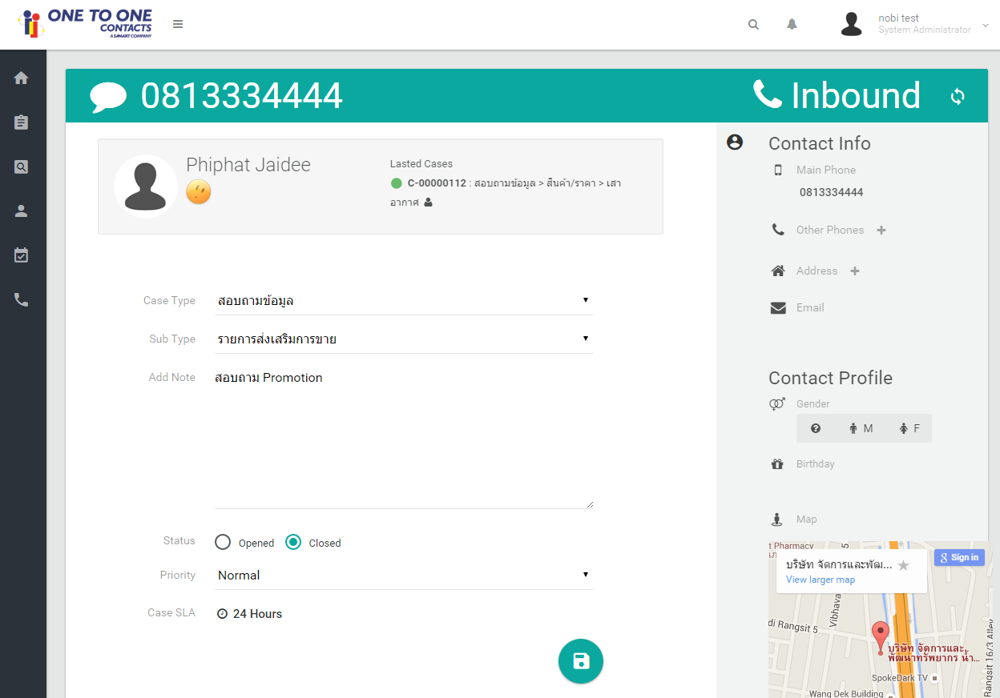 ONE TO ONE
CONTACTS
A SAMART COMPANY
nobi test
System Administrator
0813334444
Inbound
Phiphat Jaidee
Lasted Cases
C-00000112 : สอบถามข้อมูล > สินค้า/ราคา > เสา
อากาศ
Case Type
สอบถามข้อมูล
Sub Type
รายการส่งเสริมการขาย
Add Note
สอบถาม Promotion
Status
Opened
Closed
Priority
Normal
Case SLA
24 Hours
Contact Info
Main Phone
0813334444
Other Phones
Address
Email
Contact Profile
Gender
M
F
Birthday
Map
t Pharmacy
5
บริษัท จัดการและพัฒ...
View larger map
Sign in
di Rangsit 5
Vibhava
บริษัท จัดการและ
พัฒนาทรัพยากร น้ำ...
SpokeDark TV
Wang Dek Building
Rangsit 16/3 Alley